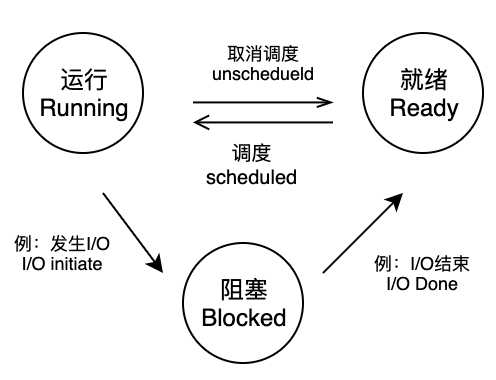 运行
Running
取消调度
unschedueld
就绪
Ready
调度
scheduled
例：发生I/O
I/O initiate
阻塞
Blocked
例：I/O结束
I/O Done